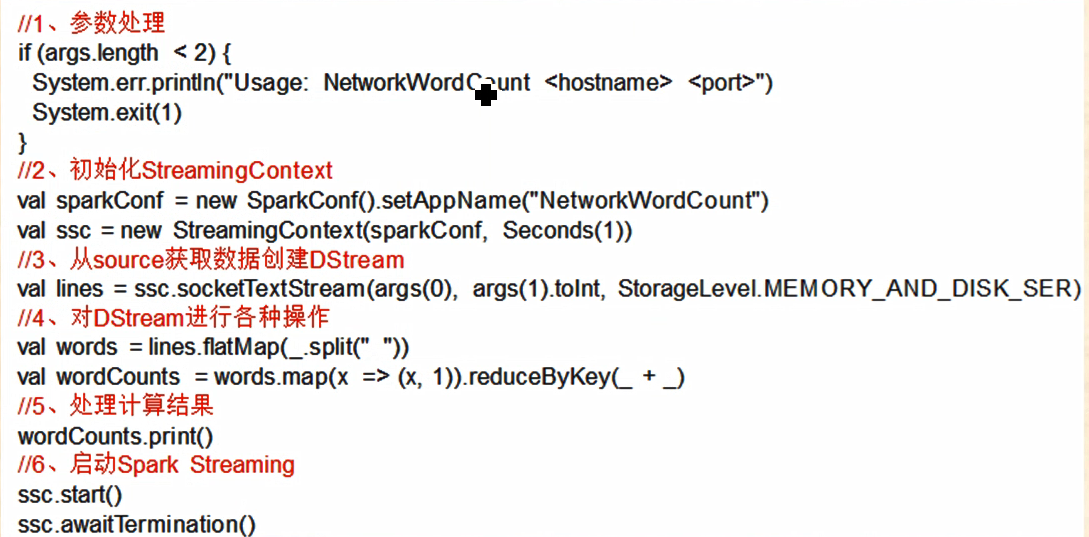 //1、参数处理
if (args.length < 2) {
System.err.println("Usage: NetworkWordCount <hostname> <port>")
System.exit(1)
}
//2、初始化StreamingContext
val sparkConf = new SparkConf().setAppName("NetworkWordCount")
val ssc = new StreamingContext(sparkConf, Seconds(1))
//3、从source获取数据创建DStream
val lines = ssc.socketTextStream(args(0), args(1).toInt, StorageLevel.MEMORY_AND_DISK_SER)
//4、对DStream进行各种操作
val words = lines.flatMap(_.split(" "))
val wordCounts = words.map(x => (x, 1)).reduceByKey(_ + _)
//5、处理计算结果
wordCounts.print()
//6、启动Spark Streaming
ssc.start()
ssc.awaitTermination()